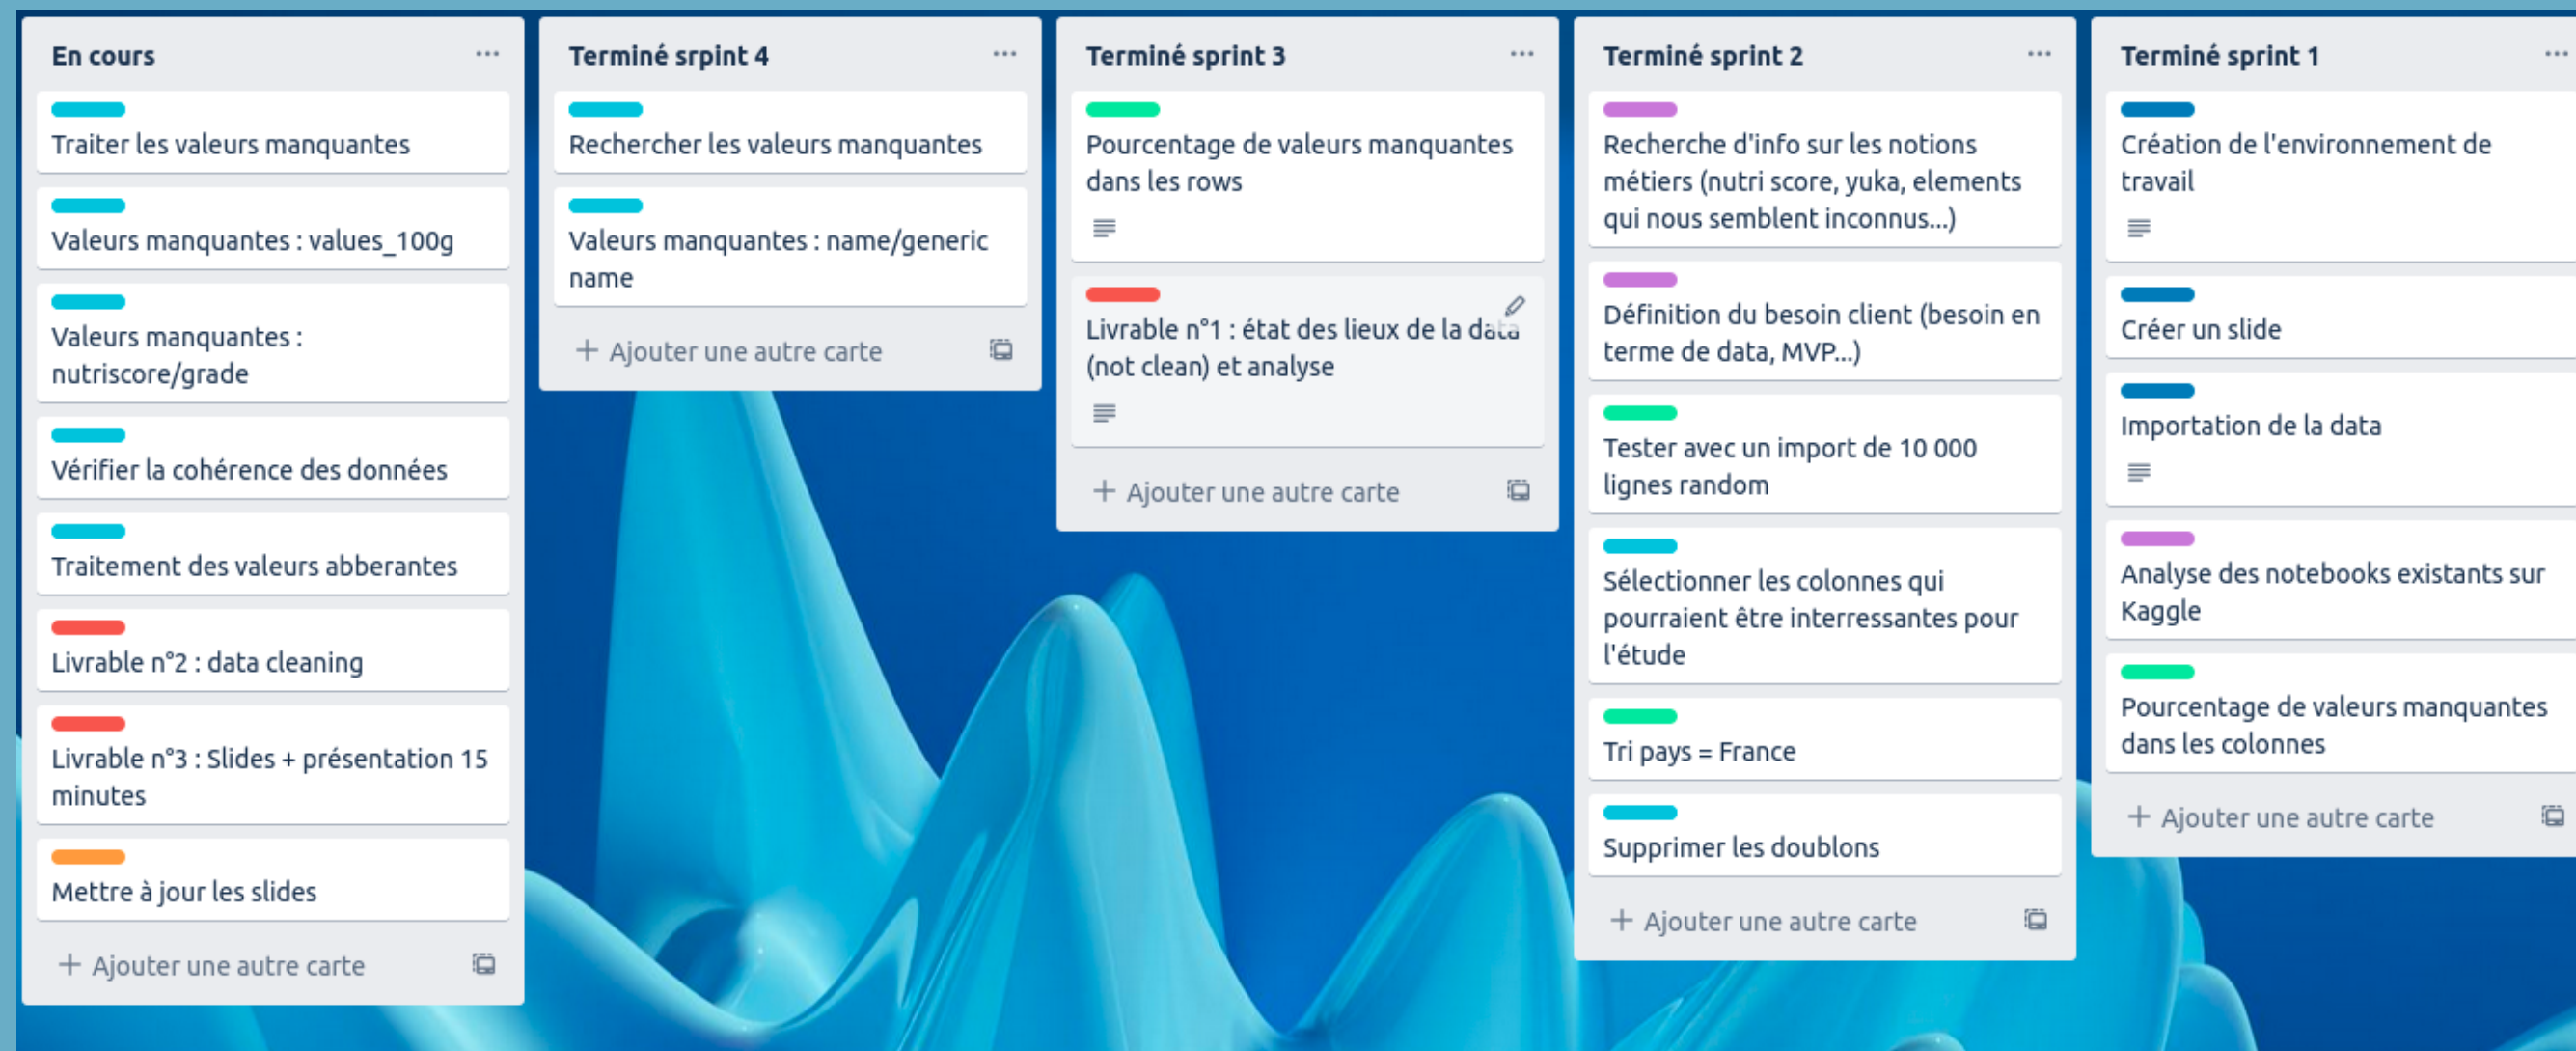 En cours
Traiter les valeurs manquantes
Valeurs manquantes : values_100g
Valeurs manquantes :
nutriscore/grade
Vérifier la cohérence des données
Traitement des valeurs abberantes
Livrable n°2 : data cleaning
Livrable n°3 : Slides + présentation 15
minutes
Mettre à jour les slides
+ Ajouter une autre carte
Terminé srpint 4
Rechercher les valeurs manquantes
Valeurs manquantes : name/generic
name
+ Ajouter une autre carte
Terminé sprint 3
Pourcentage de valeurs manquantes
dans les rows
Livrable n°1 : état des lieux de la data
(not clean) et analyse
+ Ajouter une autre carte
Terminé sprint 2
Recherche d'info sur les notions
métiers (nutri score, yuka, elements
qui nous semblent inconnus...)
Définition du besoin client (besoin en
terme de data, MVP...)
Tester avec un import de 10 000
lignes random
Sélectionner les colonnes qui
pourraient être interressantes pour
l'étude
Tri pays = France
Supprimer les doublons
+ Ajouter une autre carte
Terminé sprint 1
Création de l'environnement de
travail
Créer un slide
Importation de la data
Analyse des notebooks existants sur
Kaggle
Pourcentage de valeurs manquantes
dans les colonnes
+ Ajouter une autre carte